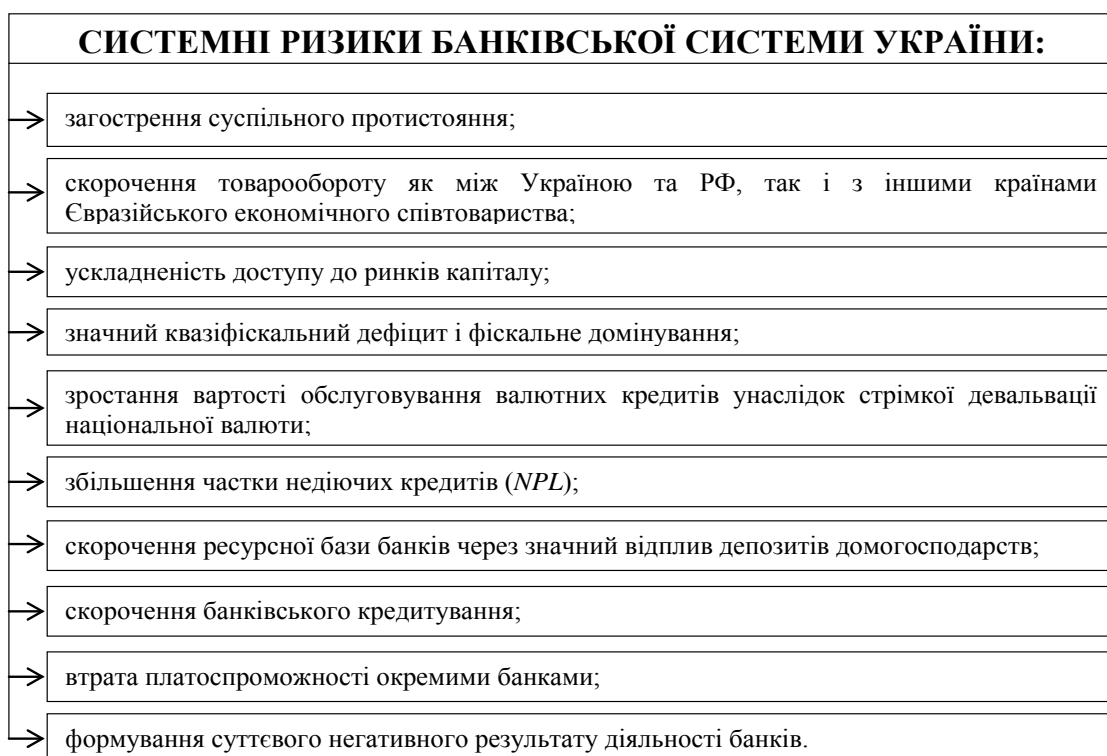 СИСТЕМНІ РИЗИКИ БАНКІВСЬКОЇ СИСТЕМИ УКРАЇНИ:
загострення суспільного протистояння;
скорочення товарообороту як між Україною та РФ, так і з іншими країнами
Євразійського економічного співтовариства;
ускладненість доступу до ринків капіталу;
значний квазіфіскальний дефіцит і фіскальне домінування;
зростання вартості обслуговування валютних кредитів унаслідок стрімкої девальвації
національної валюти;
збільшення частки недіючих кредитів (NPL);
скорочення ресурсної бази банків через значний відплив депозитів домогосподарств;
скорочення банківського кредитування;
втрата платоспроможності окремими банками;
формування суттєвого негативного результату діяльності банків.